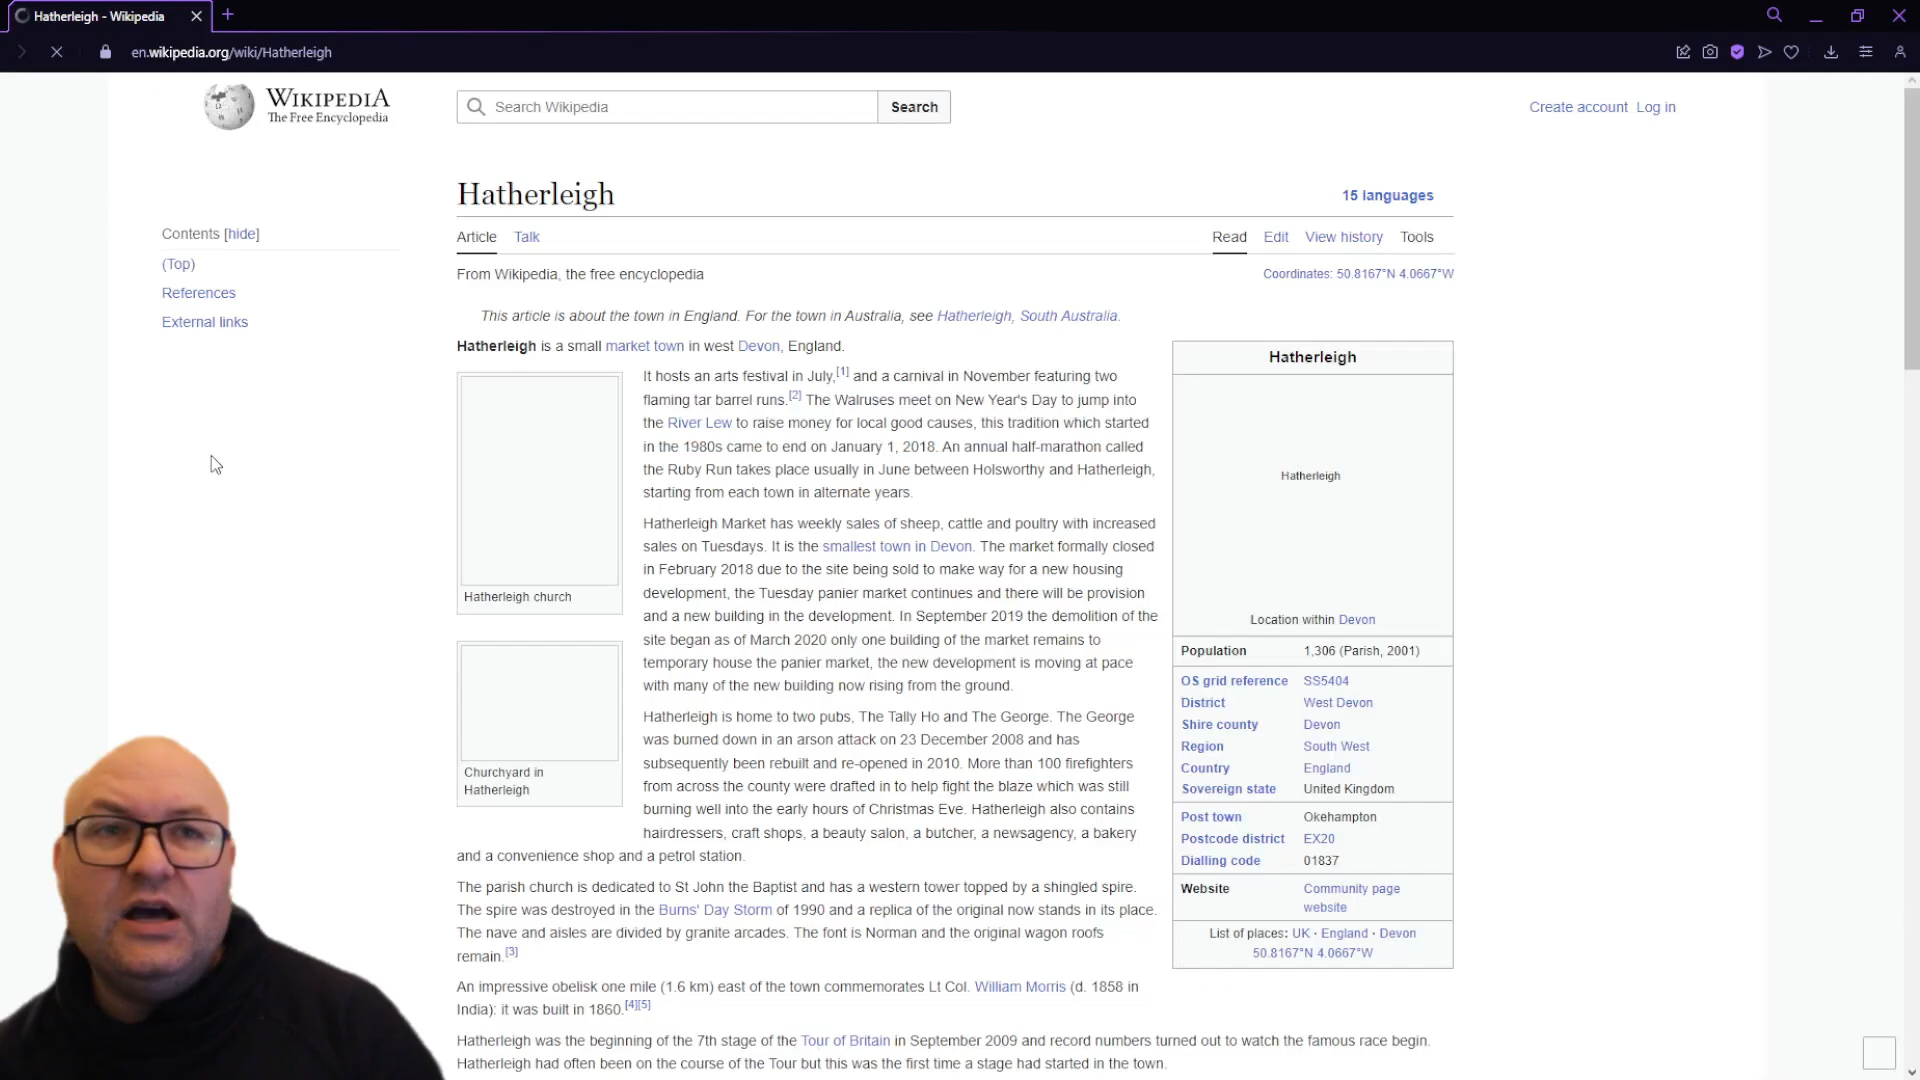 Hatherleigh - Wikipedia
en.wikipedia.org/wiki/Hatherleigh
WIKIPEDIA
The Free Encyclopedia
Search Wikipedia
Search
Create account Log in
Hatherleigh
15 languages
Contents [hide]
(Top)
References
External links
Article Talk
Read Edit View history Tools
From Wikipedia, the free encyclopedia
Coordinates: 50.8167°N 4.0667°W
This article is about the town in England. For the town in Australia, see Hatherleigh, South Australia.
Hatherleigh is a small market town in west Devon, England.
Hatherleigh church
Churchyard in
Hatherleigh
It hosts an arts festival in July,[1] and a carnival in November featuring two
flaming tar barrel runs.[2] The Walruses meet on New Year's Day to jump into
the River Lew to raise money for local good causes, this tradition which started
in the 1980s came to end on January 1, 2018. An annual half-marathon called
the Ruby Run takes place usually in June between Holsworthy and Hatherleigh,
starting from each town in alternate years.
Hatherleigh Market has weekly sales of sheep, cattle and poultry with increased
sales on Tuesdays. It is the smallest town in Devon. The market formally closed
in February 2018 due to the site being sold to make way for a new housing
development, the Tuesday panier market continues and there will be provision
and a new building in the development. In September 2019 the demolition of the
site began as of March 2020 only one building of the market remains to
temporary house the panier market, the new development is moving at pace
with many of the new building now rising from the ground.
Hatherleigh is home to two pubs, The Tally Ho and The George. The George
was burned down in an arson attack on 23 December 2008 and has
subsequently been rebuilt and re-opened in 2010. More than 100 firefighters
from across the county were drafted in to help fight the blaze which was still
burning well into the early hours of Christmas Eve. Hatherleigh also contains
hairdressers, craft shops, a beauty salon, a butcher, a newsagency, a bakery
and a convenience shop and a petrol station.
The parish church is dedicated to St John the Baptist and has a western tower topped by a shingled spire.
The spire was destroyed in the Burns' Day Storm of 1990 and a replica of the original now stands in its place.
The nave and aisles are divided by granite arcades. The font is Norman and the original wagon roofs
remain.[3]
An impressive obelisk one mile (1.6 km) east of the town commemorates Lt Col. William Morris (d. 1858 in
India): it was built in 1860.[4][5]
Hatherleigh was the beginning of the 7th stage of the Tour of Britain in September 2009 and record numbers turned out to watch the famous race begin.
Hatherleigh had often been on the course of the Tour but this was the first time a stage had started in the town.
Hatherleigh
Hatherleigh
Location within Devon
Population 1,306 (Parish, 2001)
OS grid reference SS5404
District West Devon
Shire county Devon
Region South West
Country England
Sovereign state United Kingdom
Post town Okehampton
Postcode district EX20
Dialling code 01837
Website Community page
website
List of places: UK · England · Devon
50.8167°N 4.0667°W